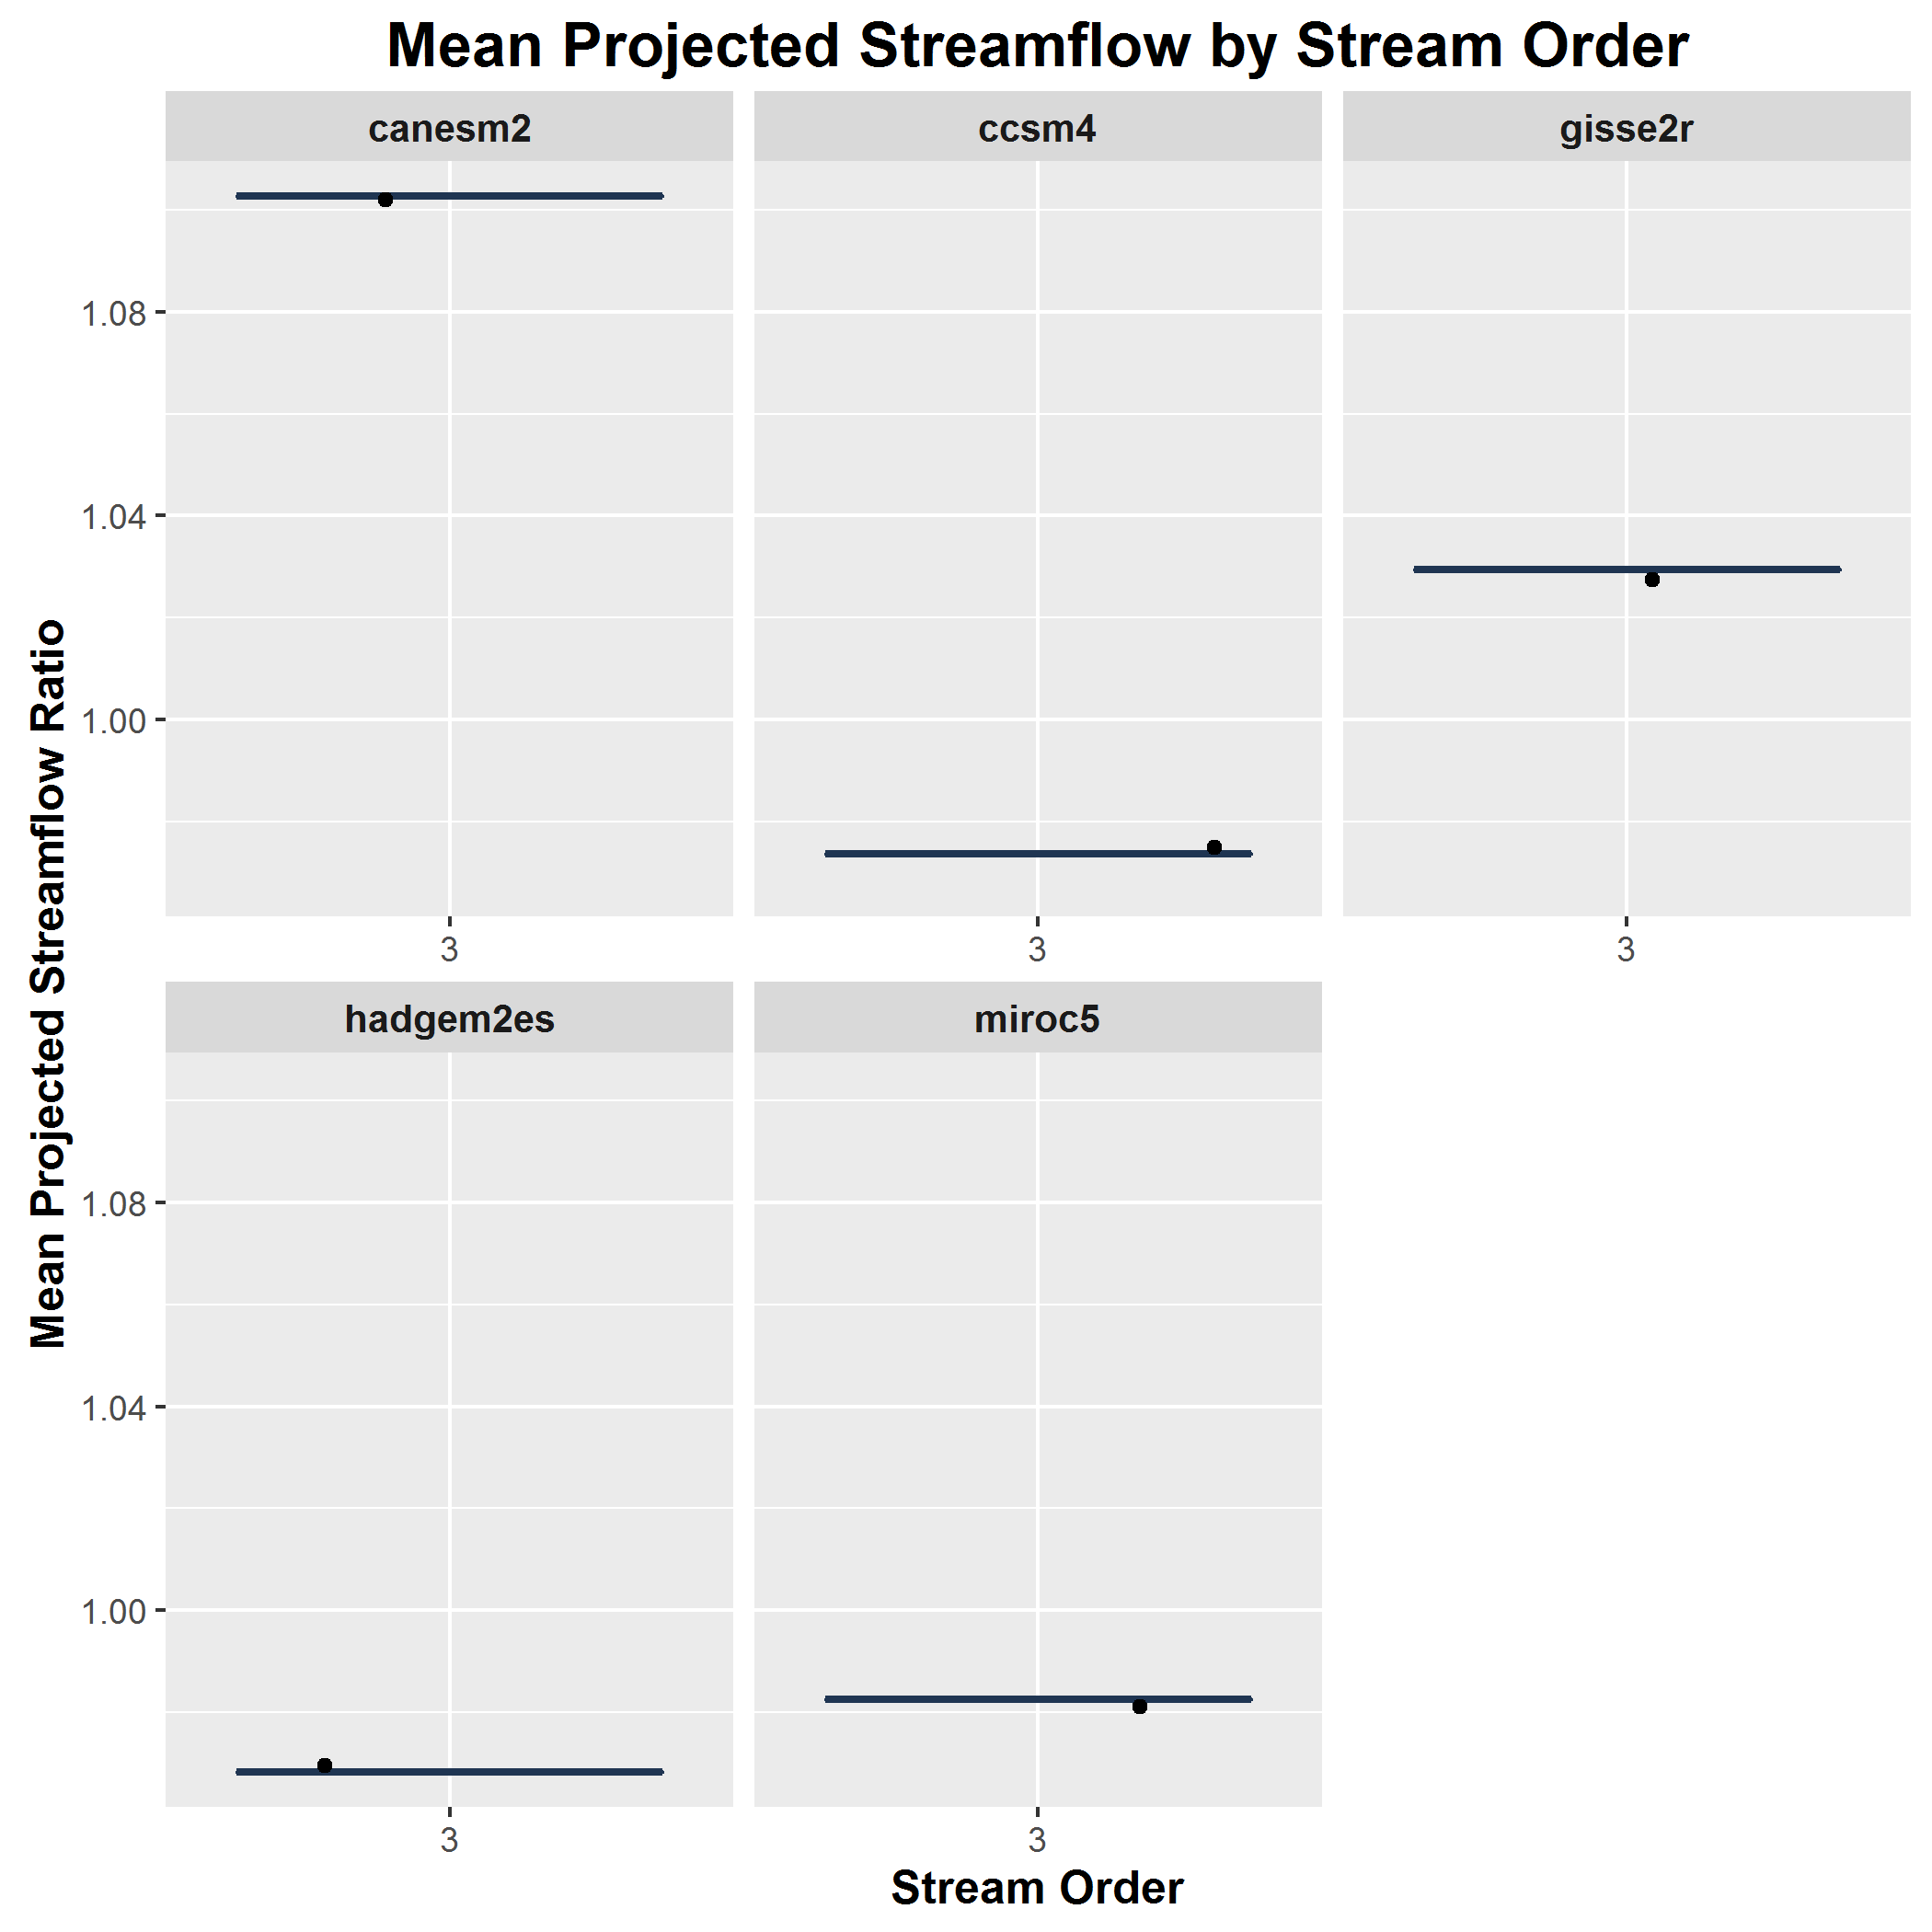 Mean Projected Streamflow by Stream Order
canesm2
ccsm4
gisse2r
1.08
1.04
1.00
3
3
3
hadgem2es
miroc5
1.08
1.04
1.00
3
3
Mean Projected Streamflow Ratio
Stream Order